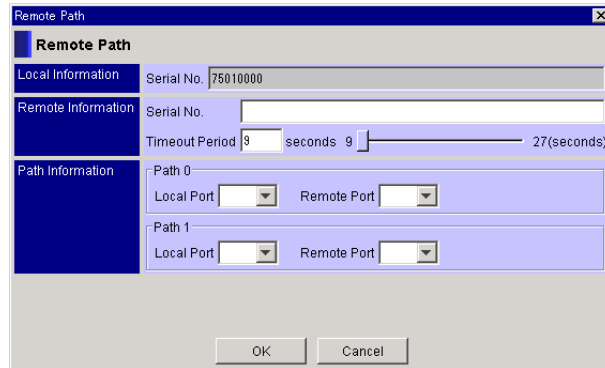 Remote Path
Remote Path
Local Information
Serial No. 75010000
Remote Information
Serial No.
Timeout Period 9 seconds 9 27(seconds)
Path Information
Path 0
Local Port Remote Port
Path 1
Local Port Remote Port
OK Cancel